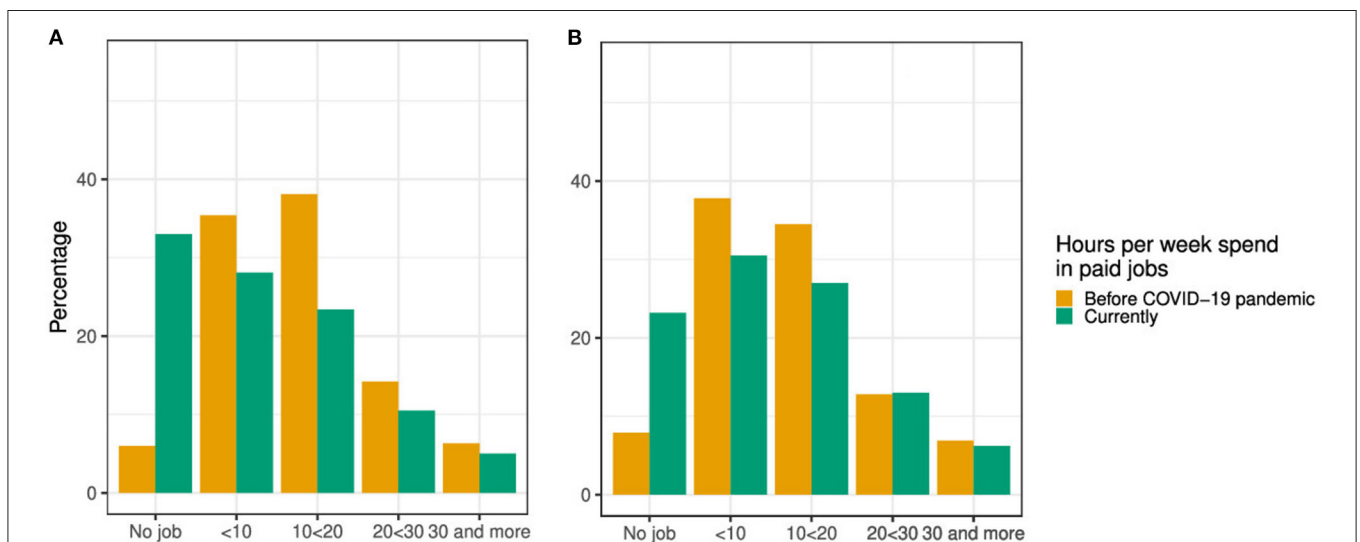 A
B
Percentage
40
20
0
No job
<10
10<20
20<30
30 and more
40
20
0
No job
<10
10<20
20<30
30 and more
Hours per week spend
in paid jobs
Before COVID−19 pandemic
Currently